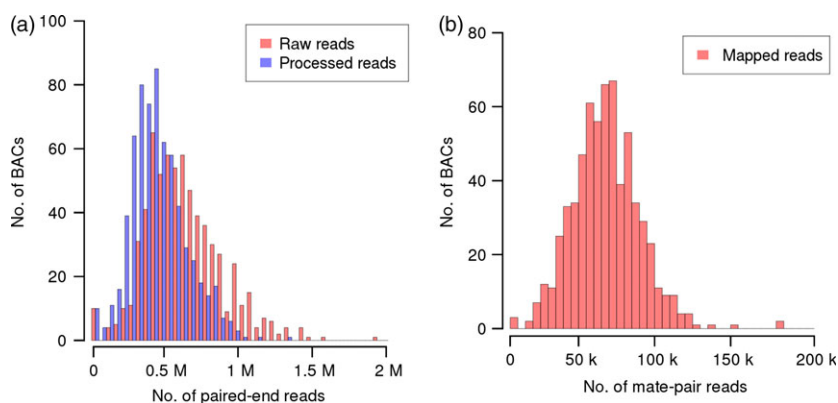 (a)
100
80
60
40
20
0
No. of BACs
Raw reads
Processed reads
0 0.5 M 1 M 1.5 M 2 M
No. of paired-end reads
(b)
80
60
40
20
0
No. of BACs
Mapped reads
0 50 k 100 k 150 k 200 k
No. of mate-pair reads